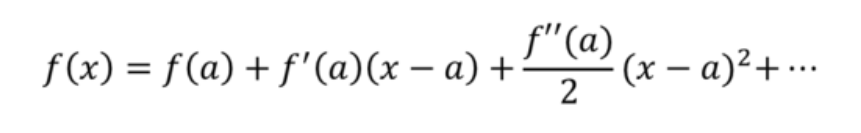 f(x) = f(a) + f'(a)(x − a) + f''(a)/2 (x − a)² + ⋯